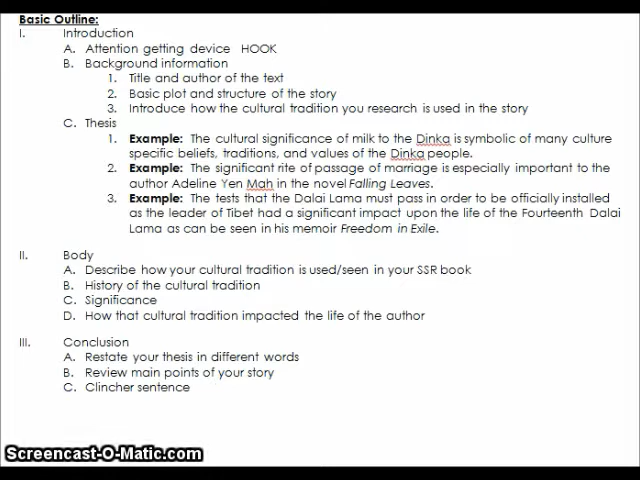 Basic Outline:
I. Introduction
A. Attention getting device HOOK
B. Background information
1. Title and author of the text
2. Basic plot and structure of the story
3. Introduce how the cultural tradition you research is used in the story
C. Thesis
1. Example: The cultural significance of milk to the Dinka is symbolic of many culture
specific beliefs, traditions, and values of the Dinka people.
2. Example: The significant rite of passage of marriage is especially important to the
author Adeline Yen Mah in the novel Falling Leaves.
3. Example: The tests that the Dalai Lama must pass in order to be officially installed
as the leader of Tibet had a significant impact upon the life of the Fourteenth Dalai
Lama as can be seen in his memoir Freedom in Exile.
II. Body
A. Describe how your cultural tradition is used/seen in your SSR book
B. History of the cultural tradition
C. Significance
D. How that cultural tradition impacted the life of the author
III. Conclusion
A. Restate your thesis in different words
B. Review main points of your story
C. Clincher sentence
Screencast-O-Matic.com